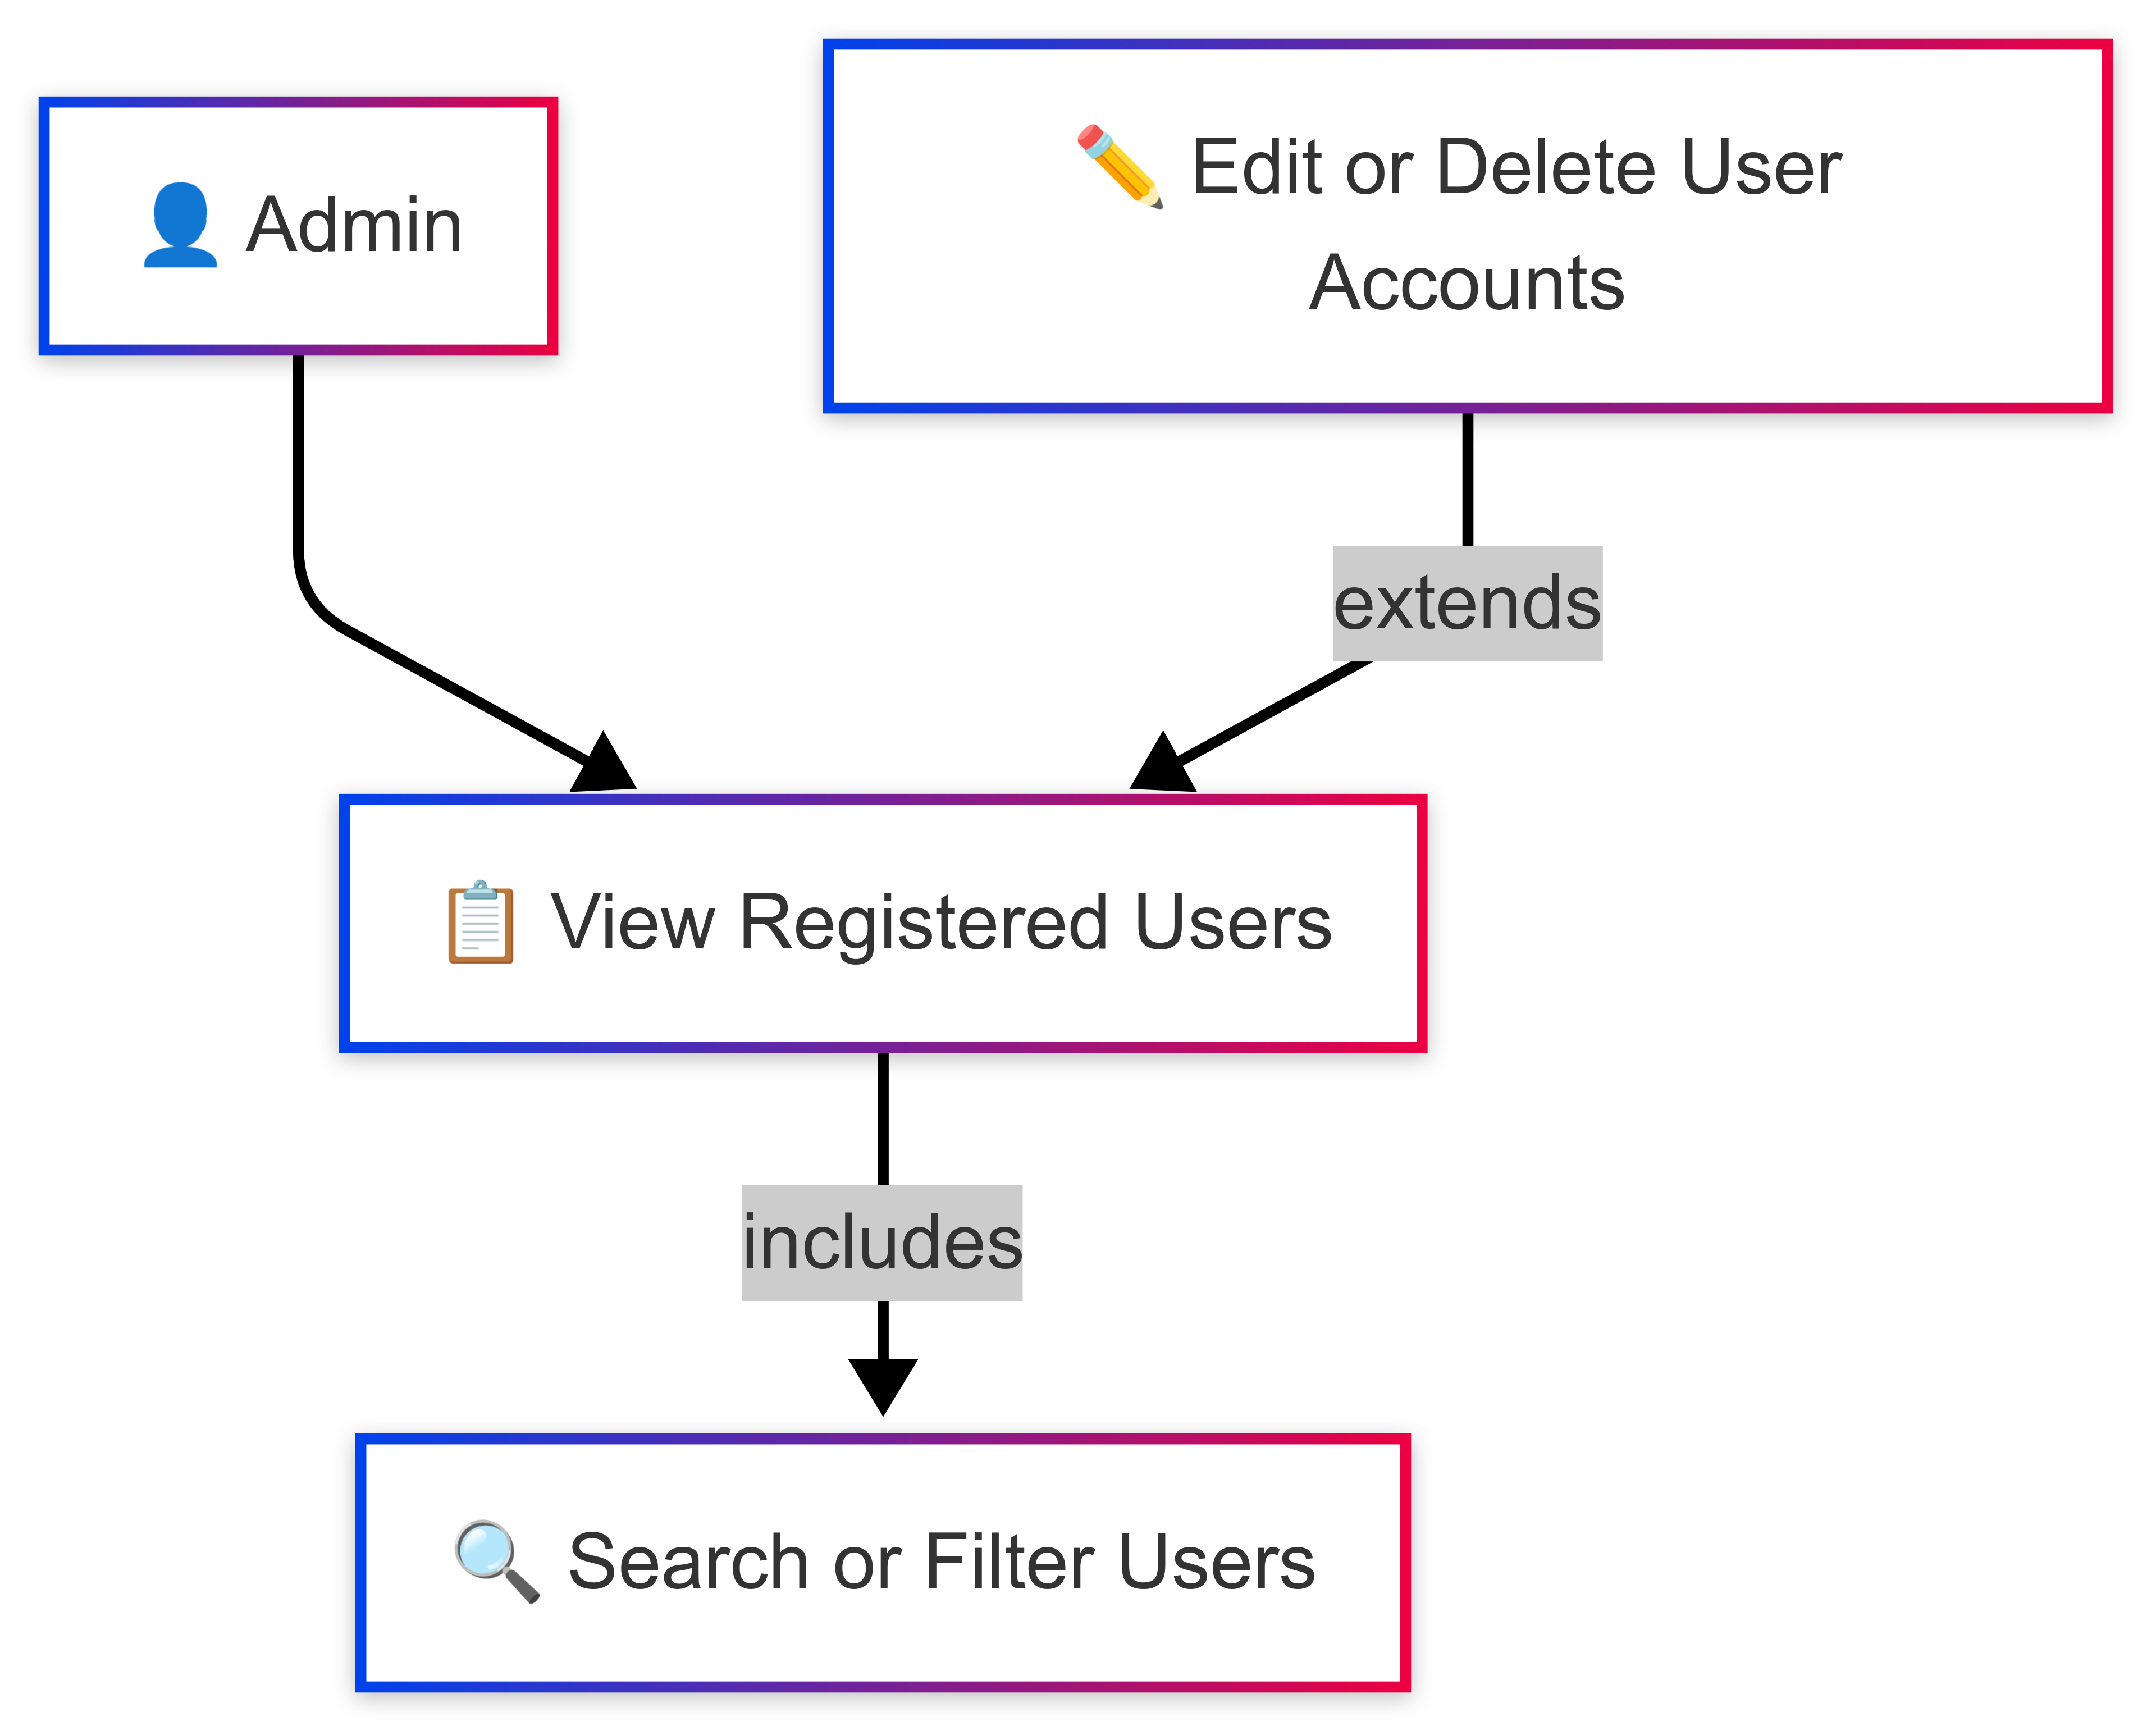 Admin
Edit or Delete User
Accounts
extends
View Registered Users
includes
Search or Filter Users